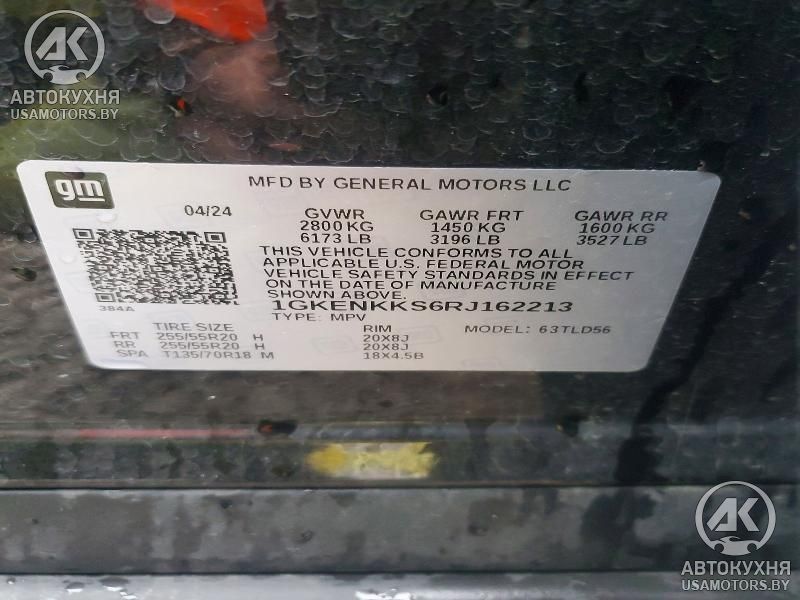 AK
АВТОКУХНЯ
USAMOTORS.BY
gm
MFD BY GENERAL MOTORS LLC
04/24 GVWR GAWR FRT GAWR RR
2800 KG 1450 KG 1600 KG
6173 LB 3196 LB 3527 LB
THIS VEHICLE CONFORMS TO ALL
APPLICABLE U.S. FEDERAL MOTOR
VEHICLE SAFETY STANDARDS IN EFFECT
ON THE DATE OF MANUFACTURE
SHOWN ABOVE.
384A 1GKENKKS6RJ162213
TYPE: MPV MODEL: 63TLD56
TIRE SIZE RIM
FRT 255/55R20 H 20X8J
RR 255/55R20 H 20X8J
SPA T135/70R18 M 18X4.5B
AK
АВТОКУХНЯ
USAMOTORS.BY